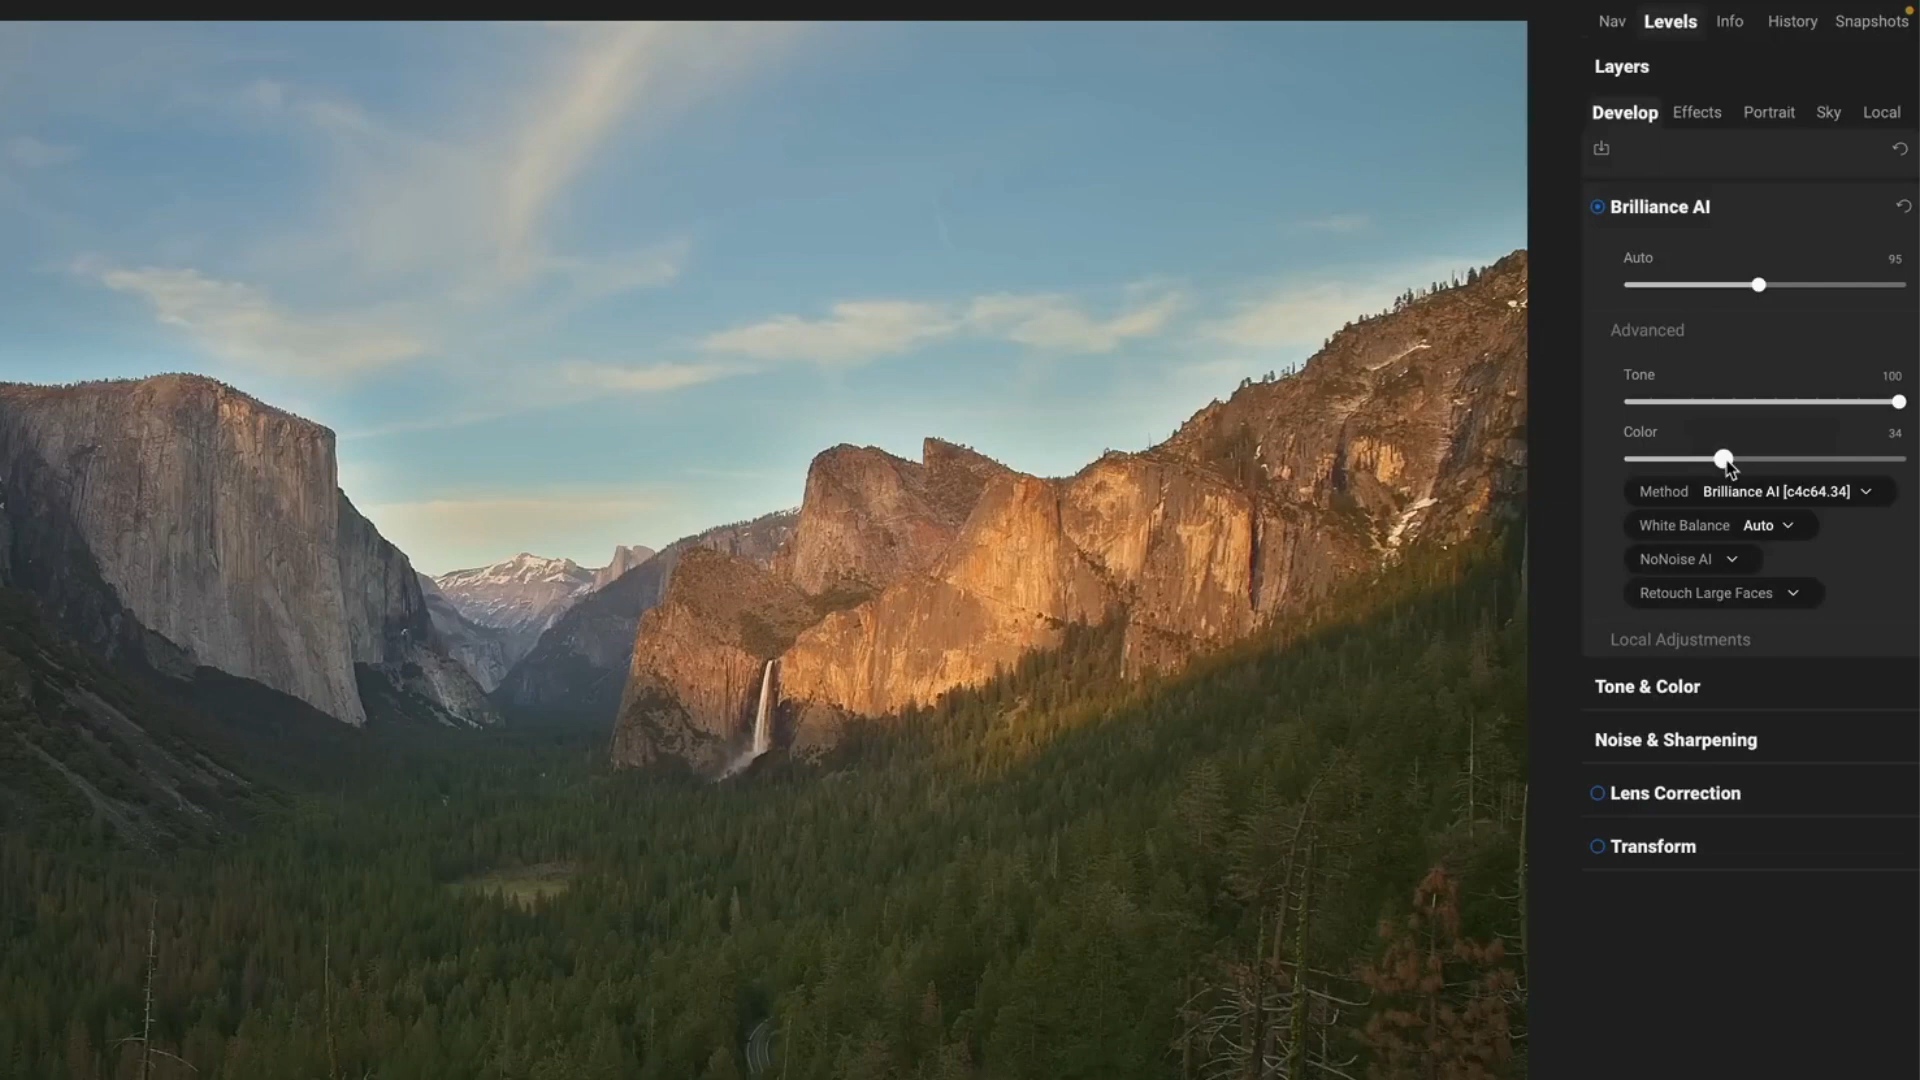 Nav Levels Info History Snapshots
Layers
Develop Effects Portrait Sky Local
Brilliance AI
Auto 95
Advanced
Tone 100
Color 34
Method Brilliance AI [c4c64.34]
White Balance Auto
NoNoise AI
Retouch Large Faces
Local Adjustments
Tone & Color
Noise & Sharpening
Lens Correction
Transform